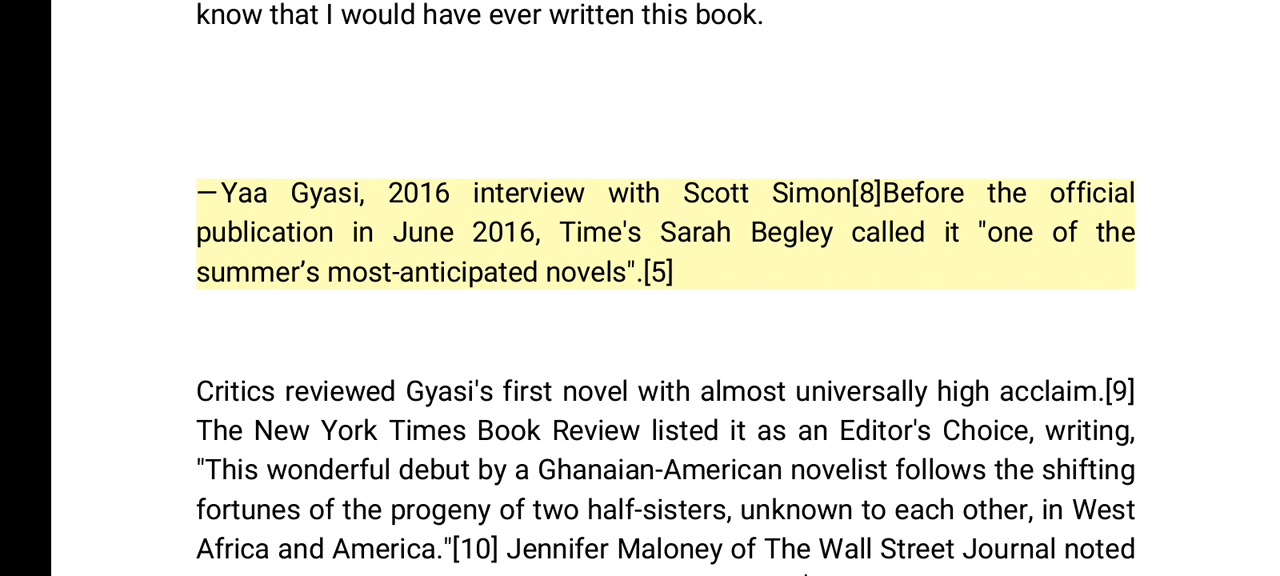 know that I would have ever written this book.
—Yaa Gyasi, 2016 interview with Scott Simon[8]Before the official
publication in June 2016, Time's Sarah Begley called it "one of the
summer’s most-anticipated novels".[5]
Critics reviewed Gyasi's first novel with almost universally high acclaim.[9]
The New York Times Book Review listed it as an Editor's Choice, writing,
"This wonderful debut by a Ghanaian-American novelist follows the shifting
fortunes of the progeny of two half-sisters, unknown to each other, in West
Africa and America."[10] Jennifer Maloney of The Wall Street Journal noted